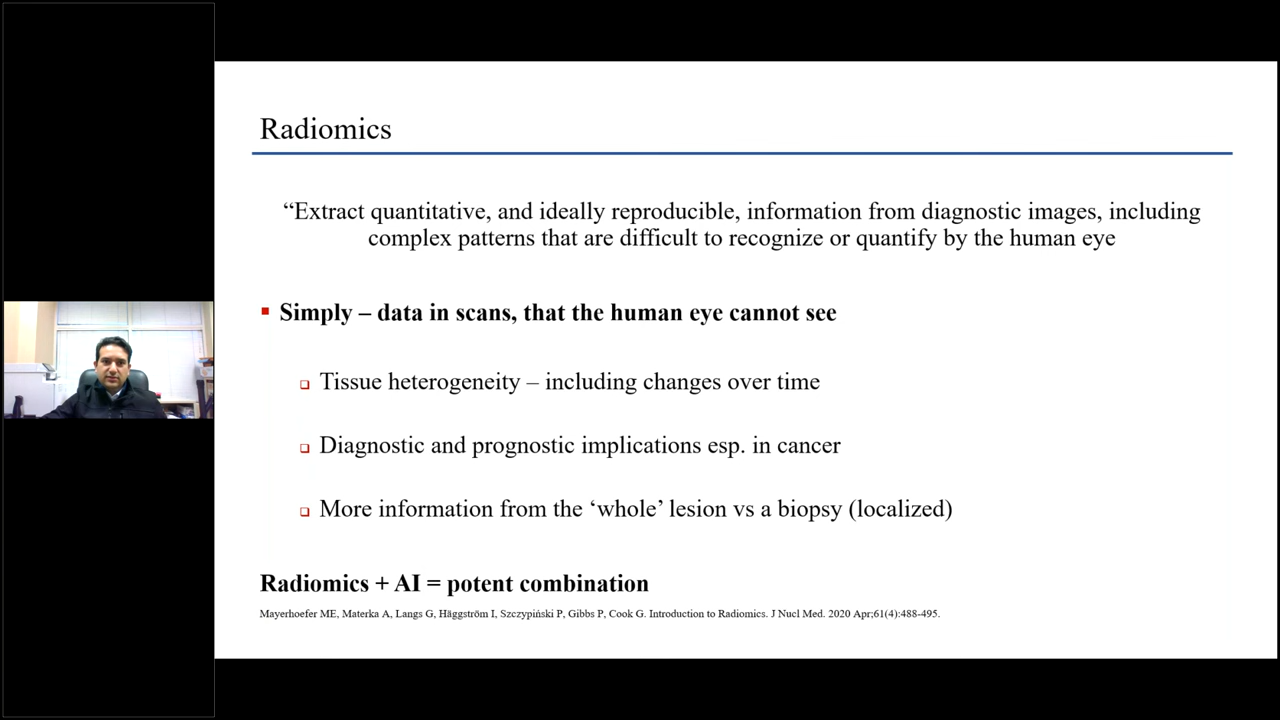 Radiomics
“Extract quantitative, and ideally reproducible, information from diagnostic images, including
complex patterns that are difficult to recognize or quantify by the human eye
Simply – data in scans, that the human eye cannot see
Tissue heterogeneity – including changes over time
Diagnostic and prognostic implications esp. in cancer
More information from the ‘whole’ lesion vs a biopsy (localized)
Radiomics + AI = potent combination
Mayerhoefer ME, Materka A, Langs G, Häggström I, Szczypiński P, Gibbs P, Cook G. Introduction to Radiomics. J Nucl Med. 2020 Apr;61(4):488-495.